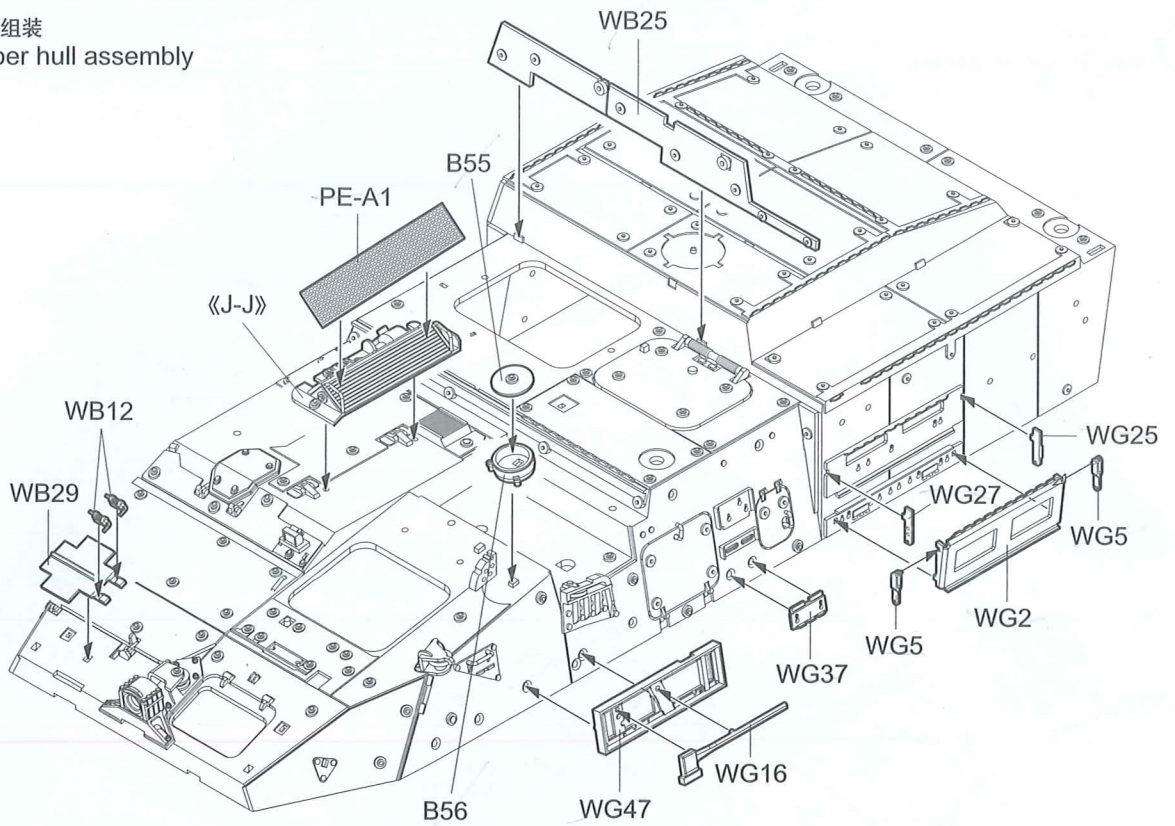 组装
per hull assembly
WB25
B55
PE-A1
《J-J》
WB12
WB29
WG25
WG27
WG5
WG2
WG5
WG37
WG16
WG47
B56